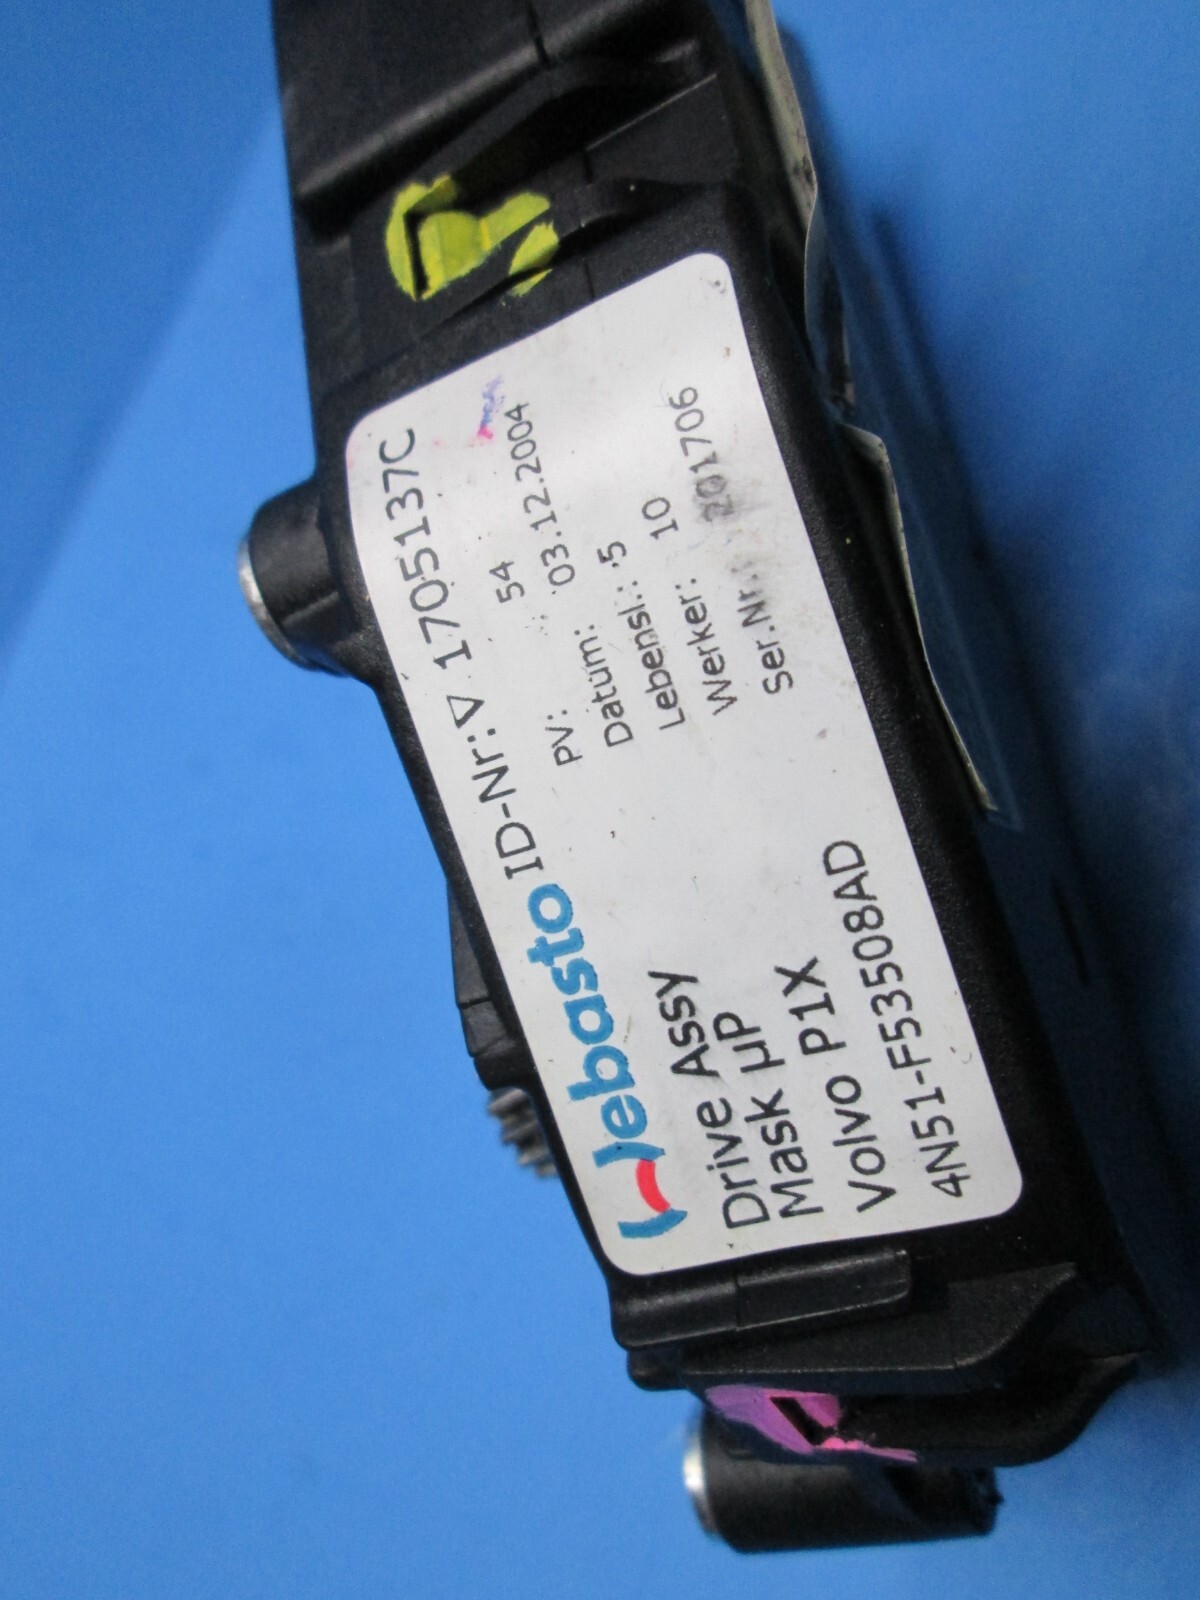 Webasto ID-Nr:V 1705137C
PV: 54
Datum: 03.12.2004
Lebensl.: 5
Werker: 10
Ser.Nr.: 201706
Drive Assy
Mask µP
Volvo P1X
4N51-F53508AD